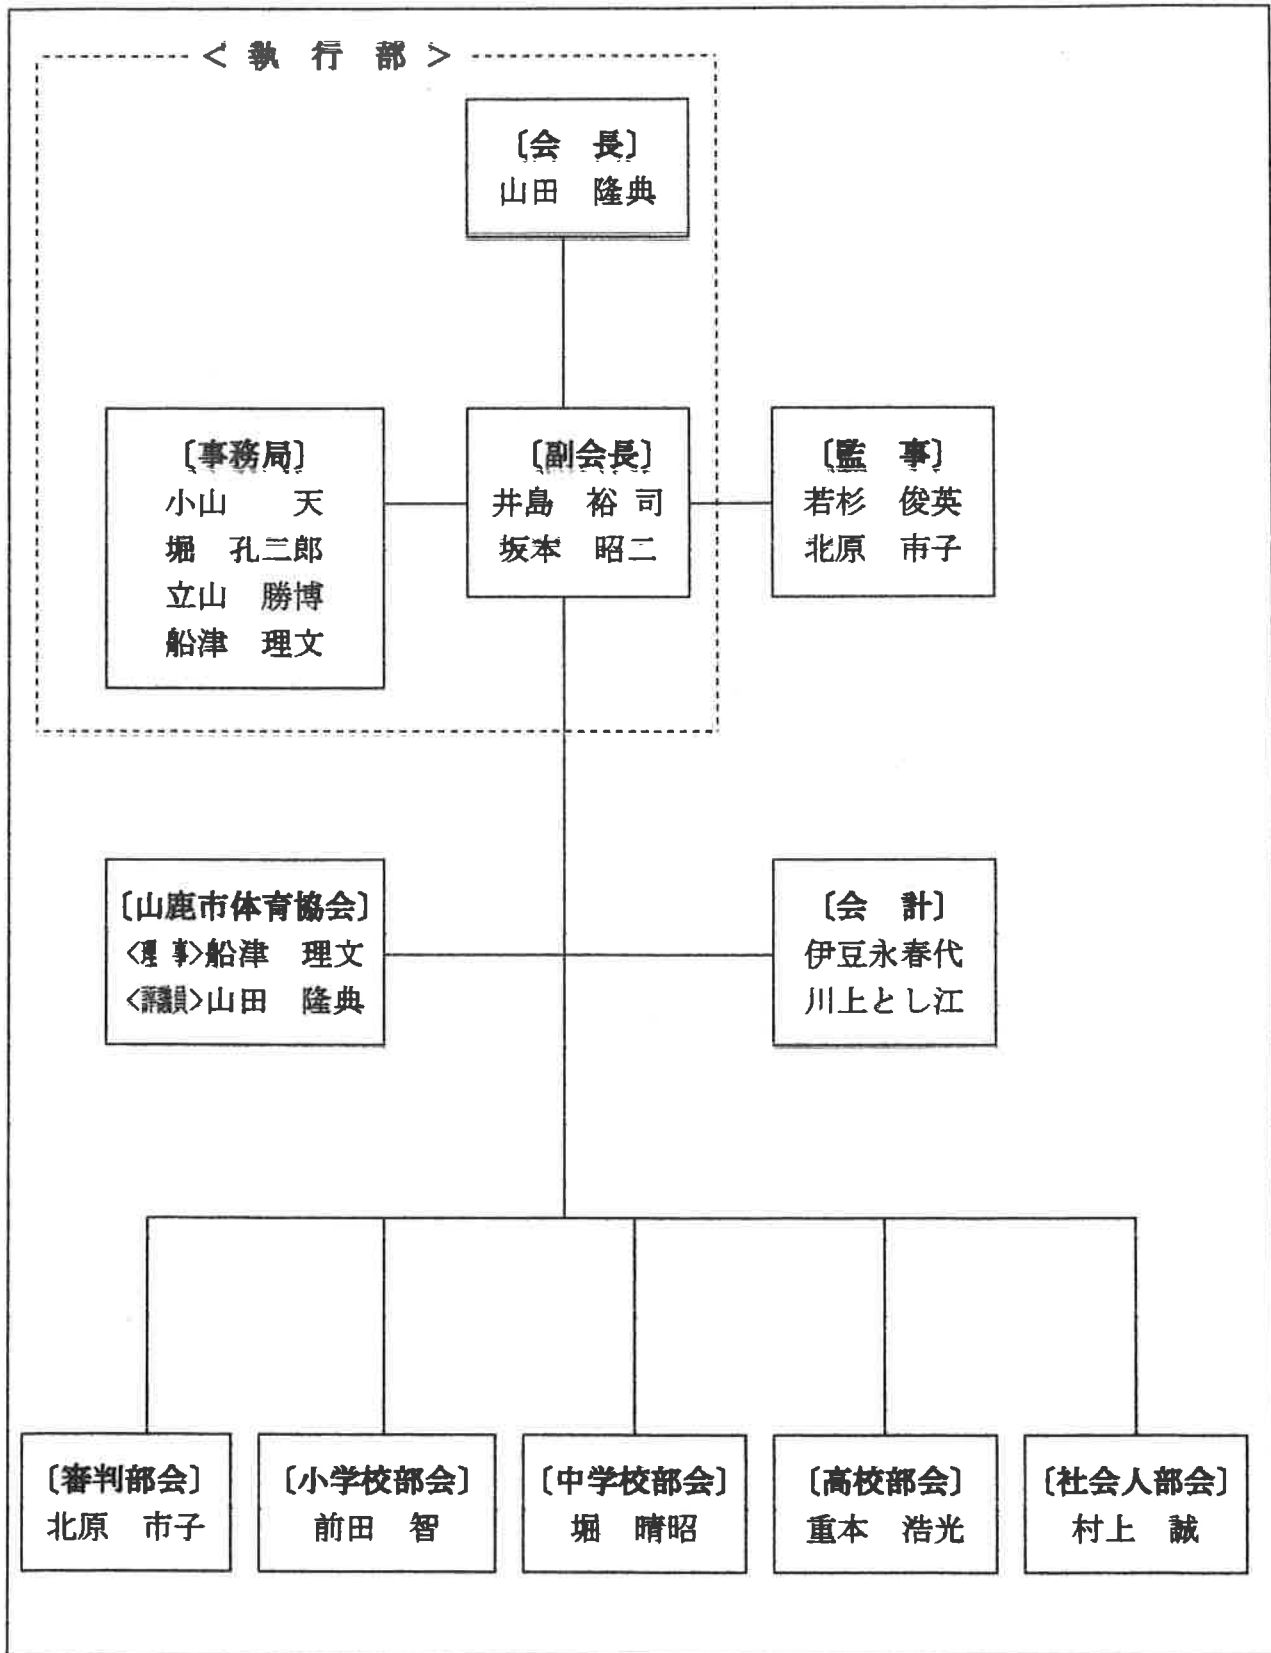 ＜ 執 行 部 ＞
〔会　長〕
山田　隆典
〔事務局〕
小山　　天
堀　孔三郎
立山　勝博
船津　理文
〔副会長〕
井島　裕 司
坂本　昭二
〔監　事〕
若杉　俊英
北原　市子
〔山鹿市体育協会〕
<理 事>船津　理文
<評議員>山田　隆典
〔会　計〕
伊豆永春代
川上とし江
〔審判部会〕
北原　市子
〔小学校部会〕
前田　智
〔中学校部会〕
堀　晴昭
〔高校部会〕
重本　浩光
〔社会人部会〕
村上　誠